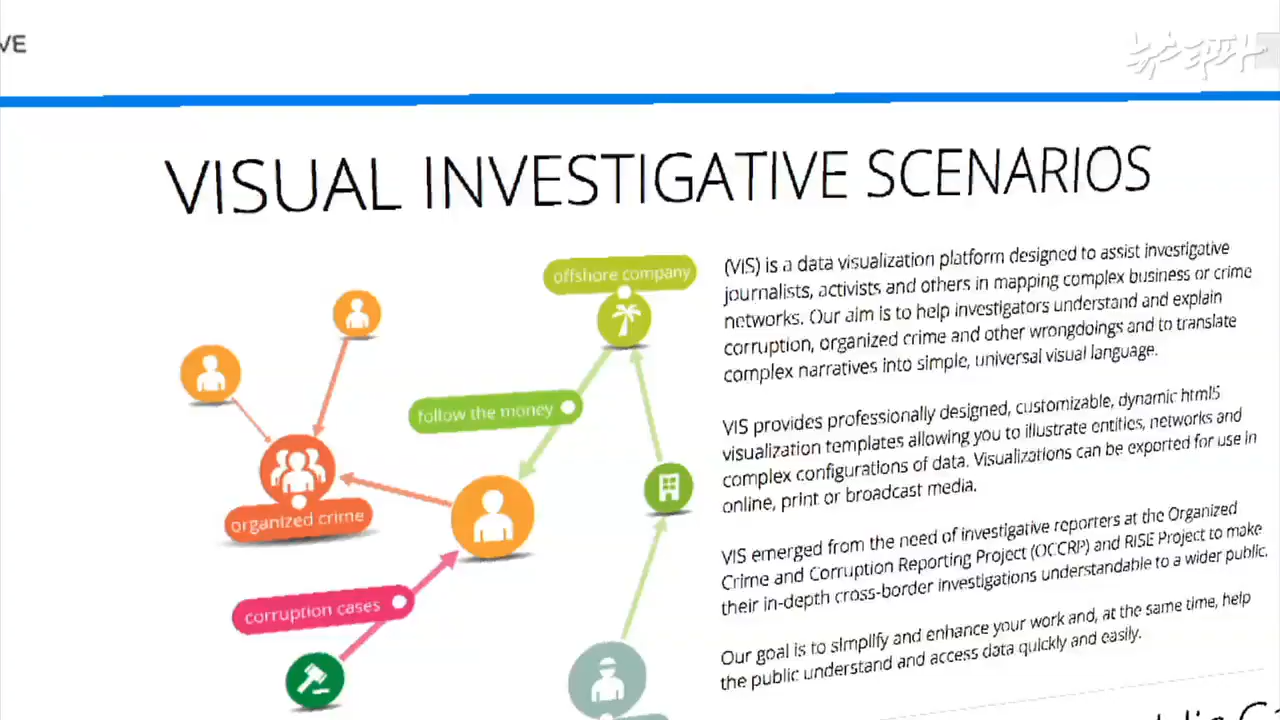 VE
뉴스타파
VISUAL INVESTIGATIVE SCENARIOS
offshore company
follow the money
organized crime
corruption cases
(VIS) is a data visualization platform designed to assist investigative
journalists, activists and others in mapping complex business or crime
networks. Our aim is to help investigators understand and explain
corruption, organized crime and other wrongdoings and to translate
complex narratives into simple, universal visual language.
VIS provides professionally designed, customizable, dynamic html5
visualization templates allowing you to illustrate entities, networks and
complex configurations of data. Visualizations can be exported for use in
online, print or broadcast media.
VIS emerged from the need of investigative reporters at the Organized
Crime and Corruption Reporting Project (OCCRP) and RISE Project to make
their in-depth cross-border investigations understandable to a wider public.
Our goal is to simplify and enhance your work and, at the same time, help
the public understand and access data quickly and easily.